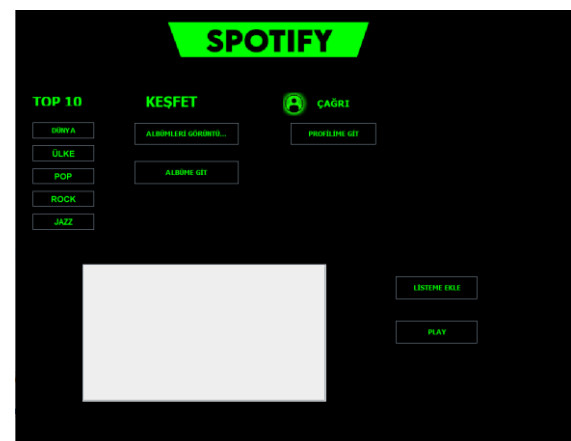 SPOTIFY
TOP 10
KEŞFET
ÇAĞRI
DÜNYA
ALBÜMLERİ GÖRÜNTÜ...
PROFİLİME GİT
ÜLKE
POP
ALBÜME GİT
ROCK
JAZZ
LİSTEME EKLE
PLAY